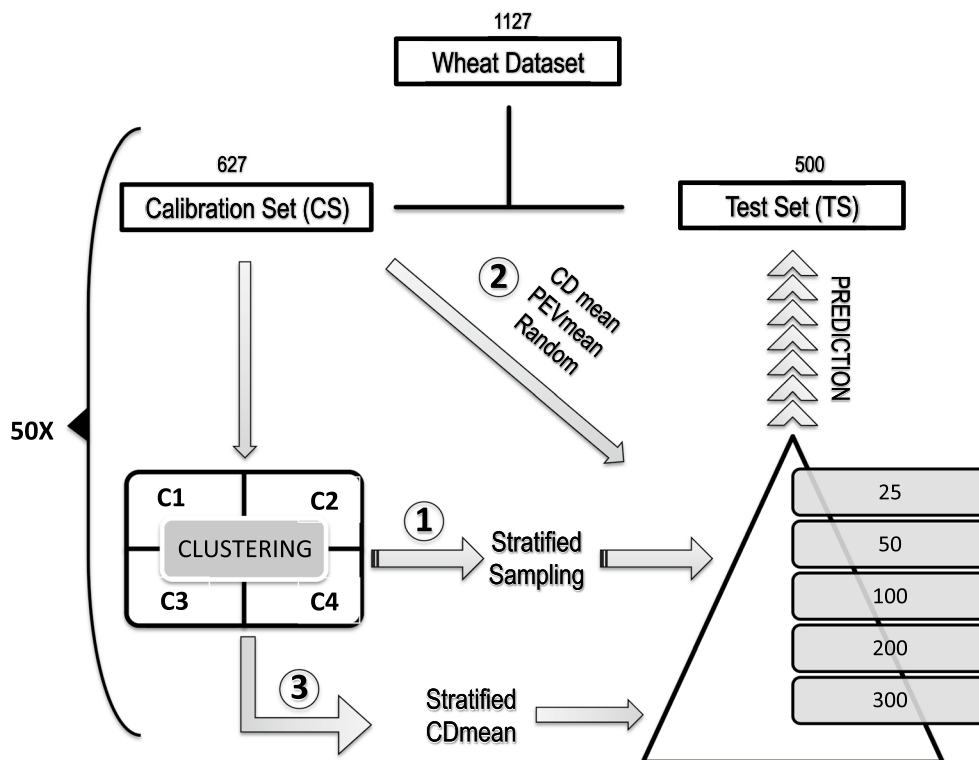 1127
Wheat Dataset
627
Calibration Set (CS)
500
Test Set (TS)
2
CD mean
PEVmean
Random
PREDICTION
50X
C1
C2
CLUSTERING
C3
C4
1
Stratified
Sampling
25
50
100
200
300
3
Stratified
CDmean